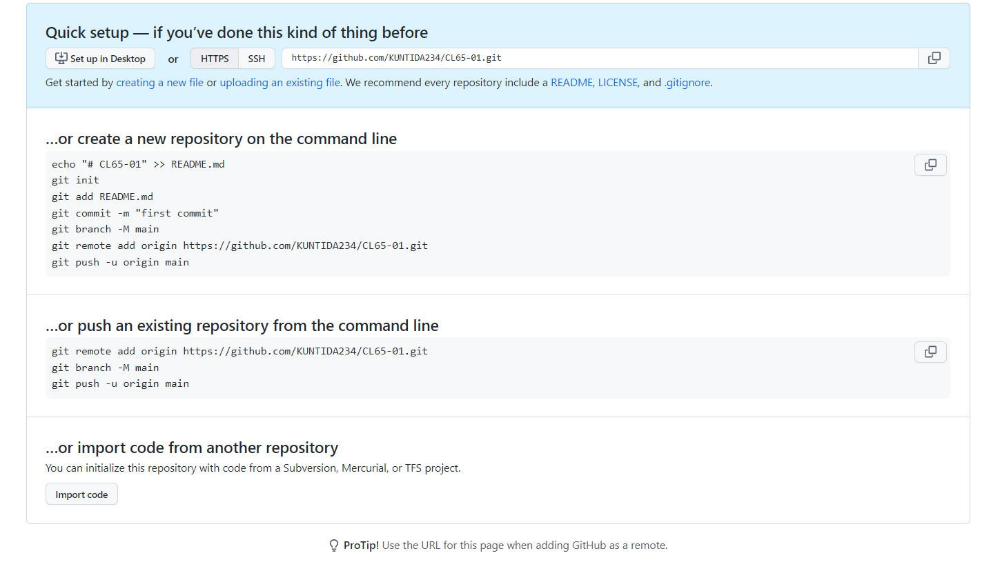 Quick setup — if you’ve done this kind of thing before
Set up in Desktop or HTTPS SSH https://github.com/KUNTIDA234/CL65-01.git
Get started by creating a new file or uploading an existing file. We recommend every repository include a README, LICENSE, and .gitignore.
…or create a new repository on the command line
echo "# CL65-01" >> README.md
git init
git add README.md
git commit -m "first commit"
git branch -M main
git remote add origin https://github.com/KUNTIDA234/CL65-01.git
git push -u origin main
…or push an existing repository from the command line
git remote add origin https://github.com/KUNTIDA234/CL65-01.git
git branch -M main
git push -u origin main
…or import code from another repository
You can initialize this repository with code from a Subversion, Mercurial, or TFS project.
Import code
ProTip! Use the URL for this page when adding GitHub as a remote.